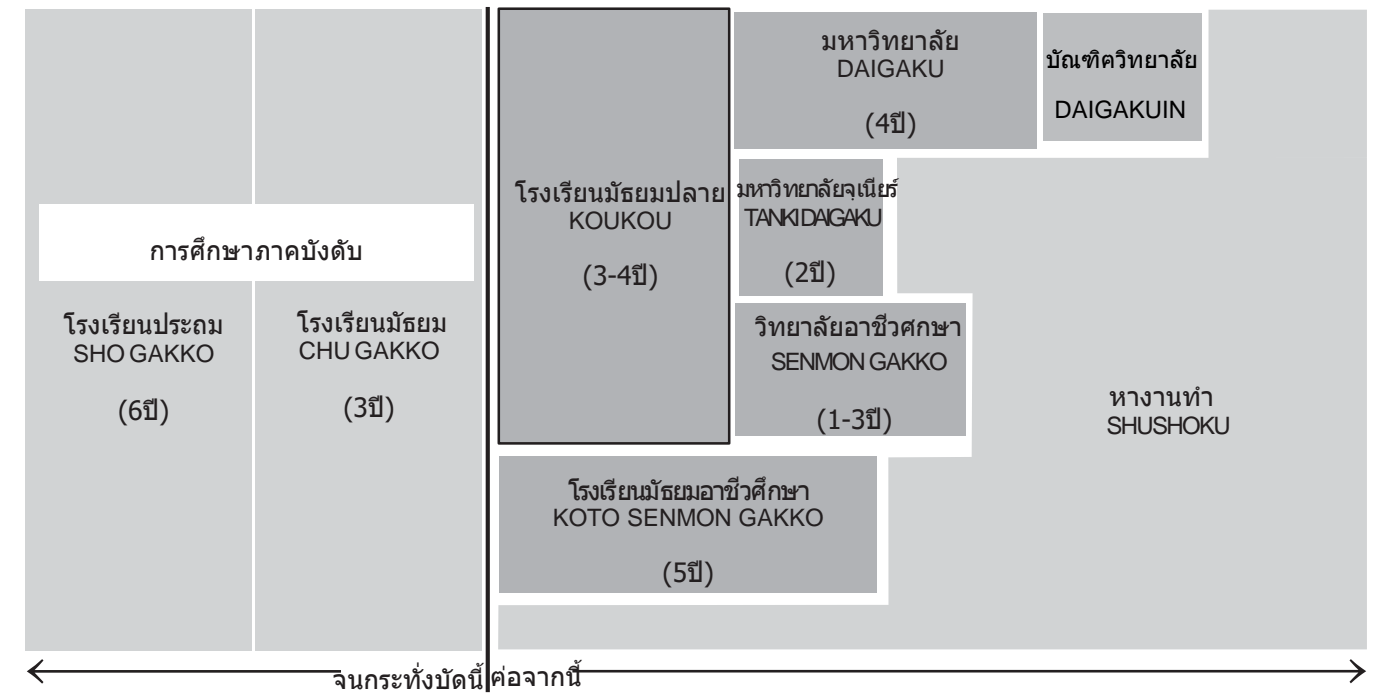 การศึกษาภาคบังดับ
โรงเรียนประถม
SHO GAKKO
(6ปี)
โรงเรียนมัธยม
CHU GAKKO
(3ปี)
โรงเรียนมัธยมปลาย
KOUKOU
(3-4ปี)
มหาวิทยาลัย
DAIGAKU
(4ปี)
บัณฑิควิทยาลัย
DAIGAKUIN
มหาวิทยาลัยจุเนียร์
TANKI DAIGAKU
(2ปี)
วิทยาลัยอาชีวศกษา
SENMON GAKKO
(1-3ปี)
โรงเรียนมัธยมอาชีวศึกษา
KOTO SENMON GAKKO
(5ปี)
หางานทำ
SHUSHOKU
จนกระทั่งบัดนี้
ค่อจากนี้